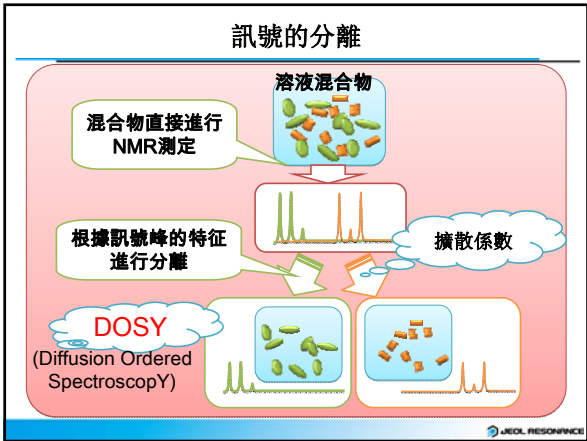 訊號的分離
溶液混合物
混合物直接進行
NMR測定
根據訊號峰的特征
進行分離
擴散係數
DOSY
(Diffusion Ordered
SpectroscopY)
JEOL RESONANCE